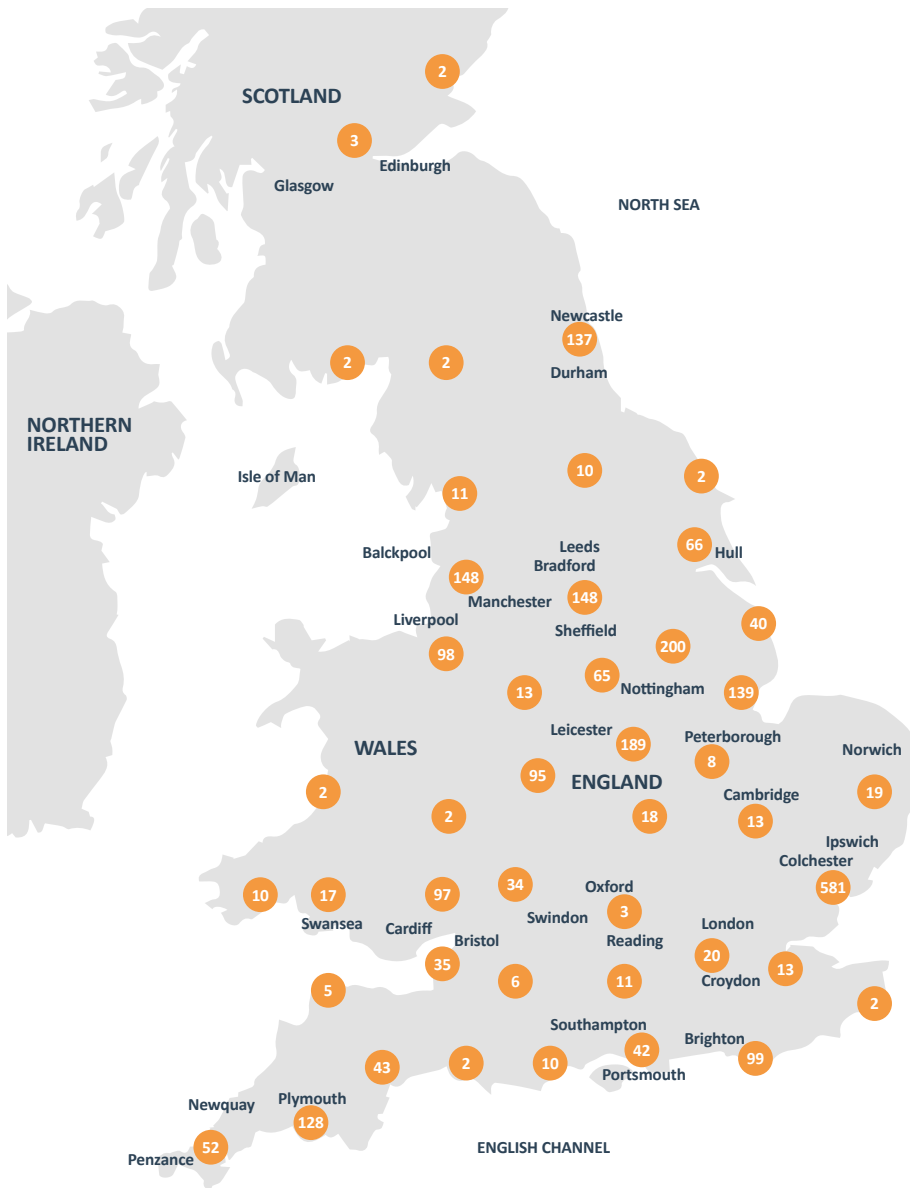 2
SCOTLAND
3
Edinburgh
Glasgow
NORTH SEA
Newcastle
137
Durham
2
2
NORTHERN
IRELAND
Isle of Man
10
2
11
66
Hull
Leeds
Bradford
Balckpool
148
Manchester
148
Liverpool
Sheffield
40
98
200
65
Nottingham
13
139
Leicester
189
Peterborough
8
WALES
Norwich
95
ENGLAND
2
19
Cambridge
2
18
13
Ipswich
Colchester
581
10
17
Swansea
97
Cardiff
34
Swindon
Oxford
3
Reading
London
20
Croydon
13
Bristol
35
5
6
11
2
Southampton
42
Portsmouth
Brighton
99
43
2
10
Newquay
Plymouth
128
52
Penzance
ENGLISH CHANNEL